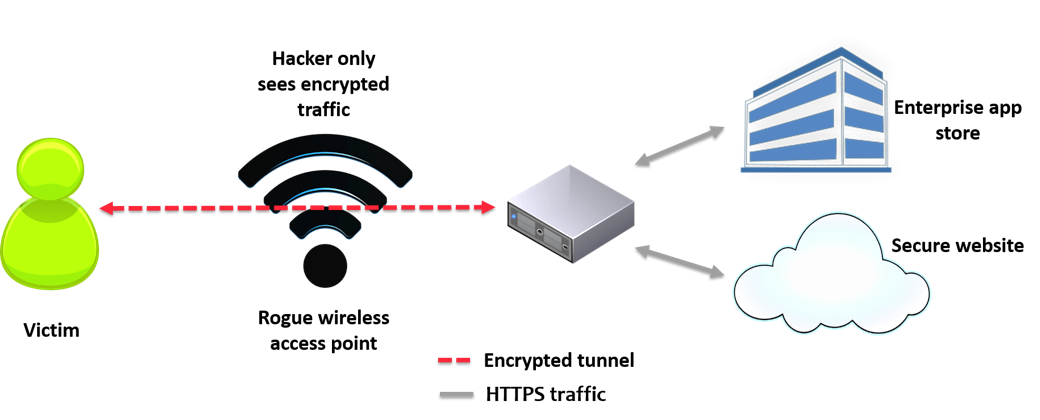 Hacker only
sees encrypted
traffic
Enterprise app
store
Secure website
Victim
Rogue wireless
access point
Encrypted tunnel
HTTPS traffic